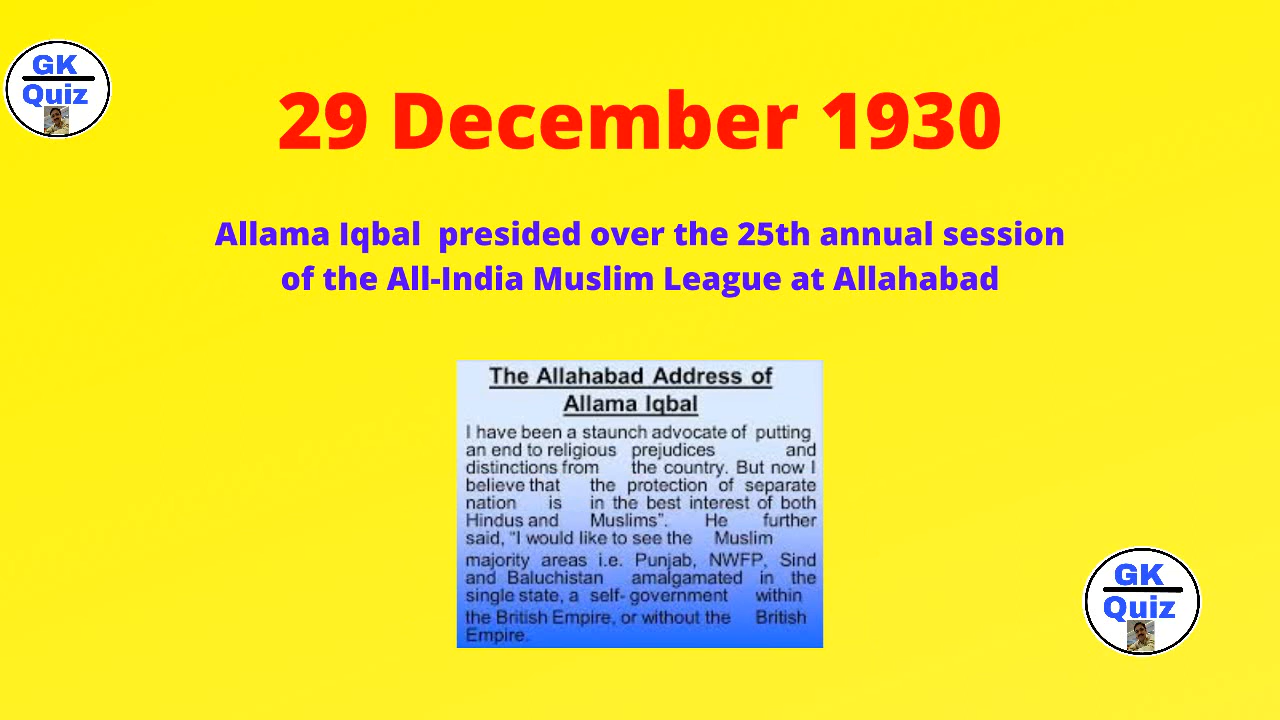 GK
Quiz
29 December 1930
Allama Iqbal presided over the 25th annual session
of the All-India Muslim League at Allahabad
The Allahabad Address of
Allama Iqbal
I have been a staunch advocate of putting
an end to religious prejudices and
distinctions from the country. But now I
believe that the protection of separate
nation is in the best interest of both
Hindus and Muslims”. He further
said, “I would like to see the Muslim
majority areas i.e. Punjab, NWFP, Sind
and Baluchistan amalgamated in the
single state, a self- government within
the British Empire, or without the British
Empire.
GK
Quiz